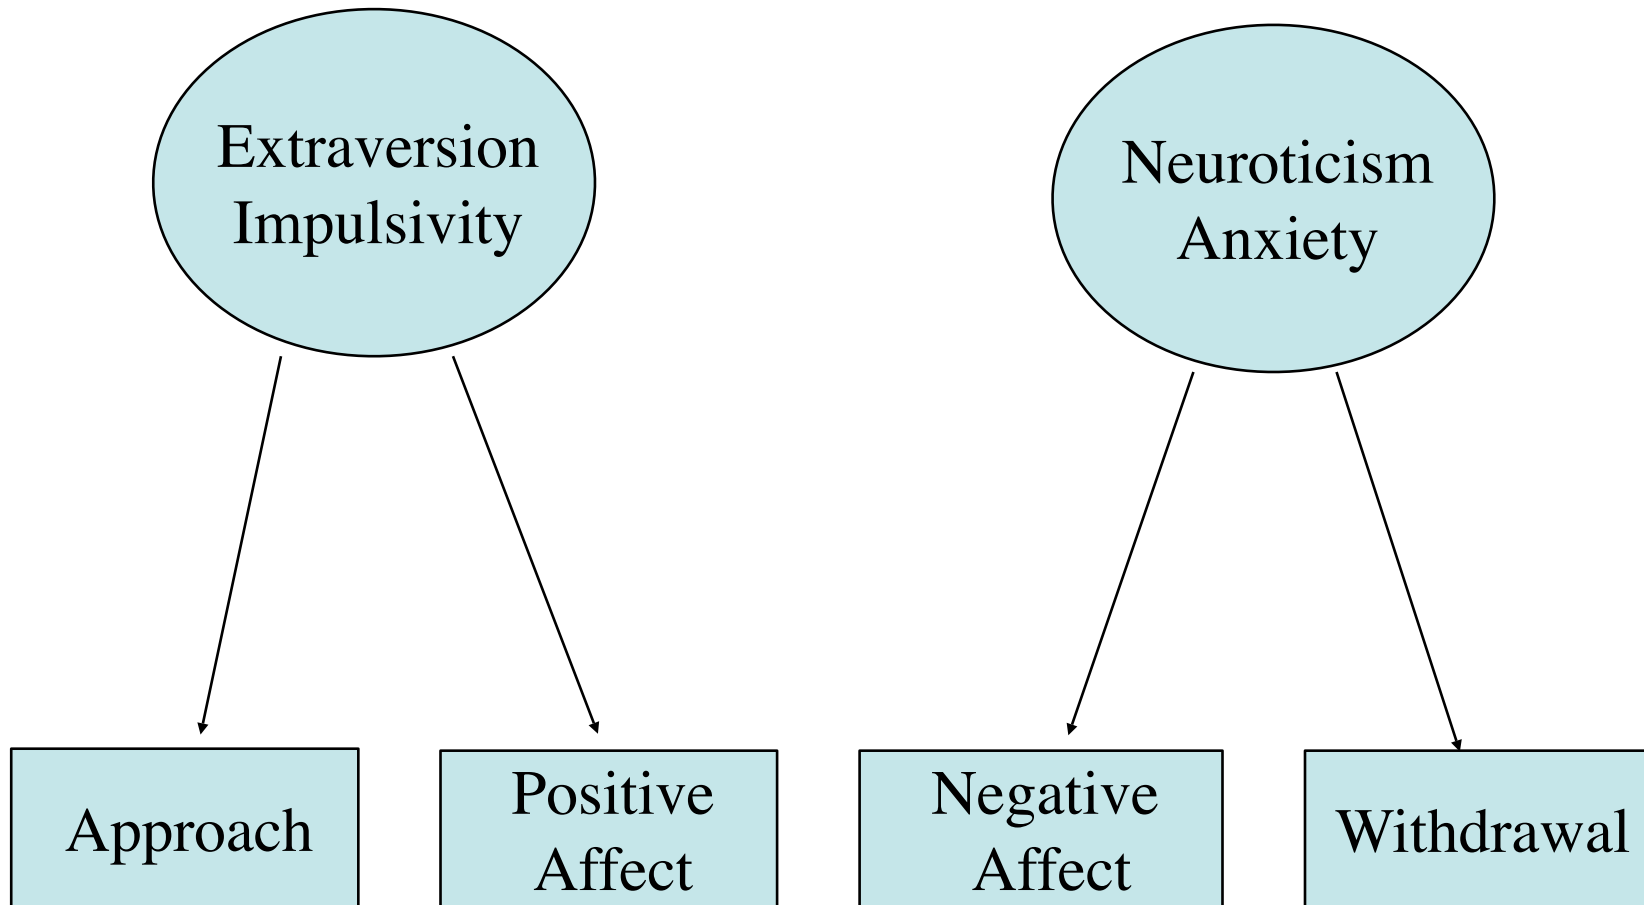 Extraversion
Impulsivity
Neuroticism
Anxiety
Approach
Positive
Affect
Negative
Affect
Withdrawal